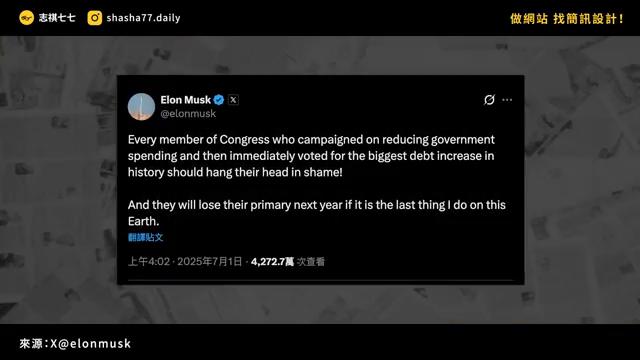 志祺七七
shasha77.daily
做網站 找簡訊設計！
Elon Musk
@elonmusk
Every member of Congress who campaigned on reducing government
spending and then immediately voted for the biggest debt increase in
history should hang their head in shame!
And they will lose their primary next year if it is the last thing I do on this
Earth.
翻譯貼文
上午4:02 · 2025年7月1日 · 4,272.7萬 次查看
來源：X@elonmusk